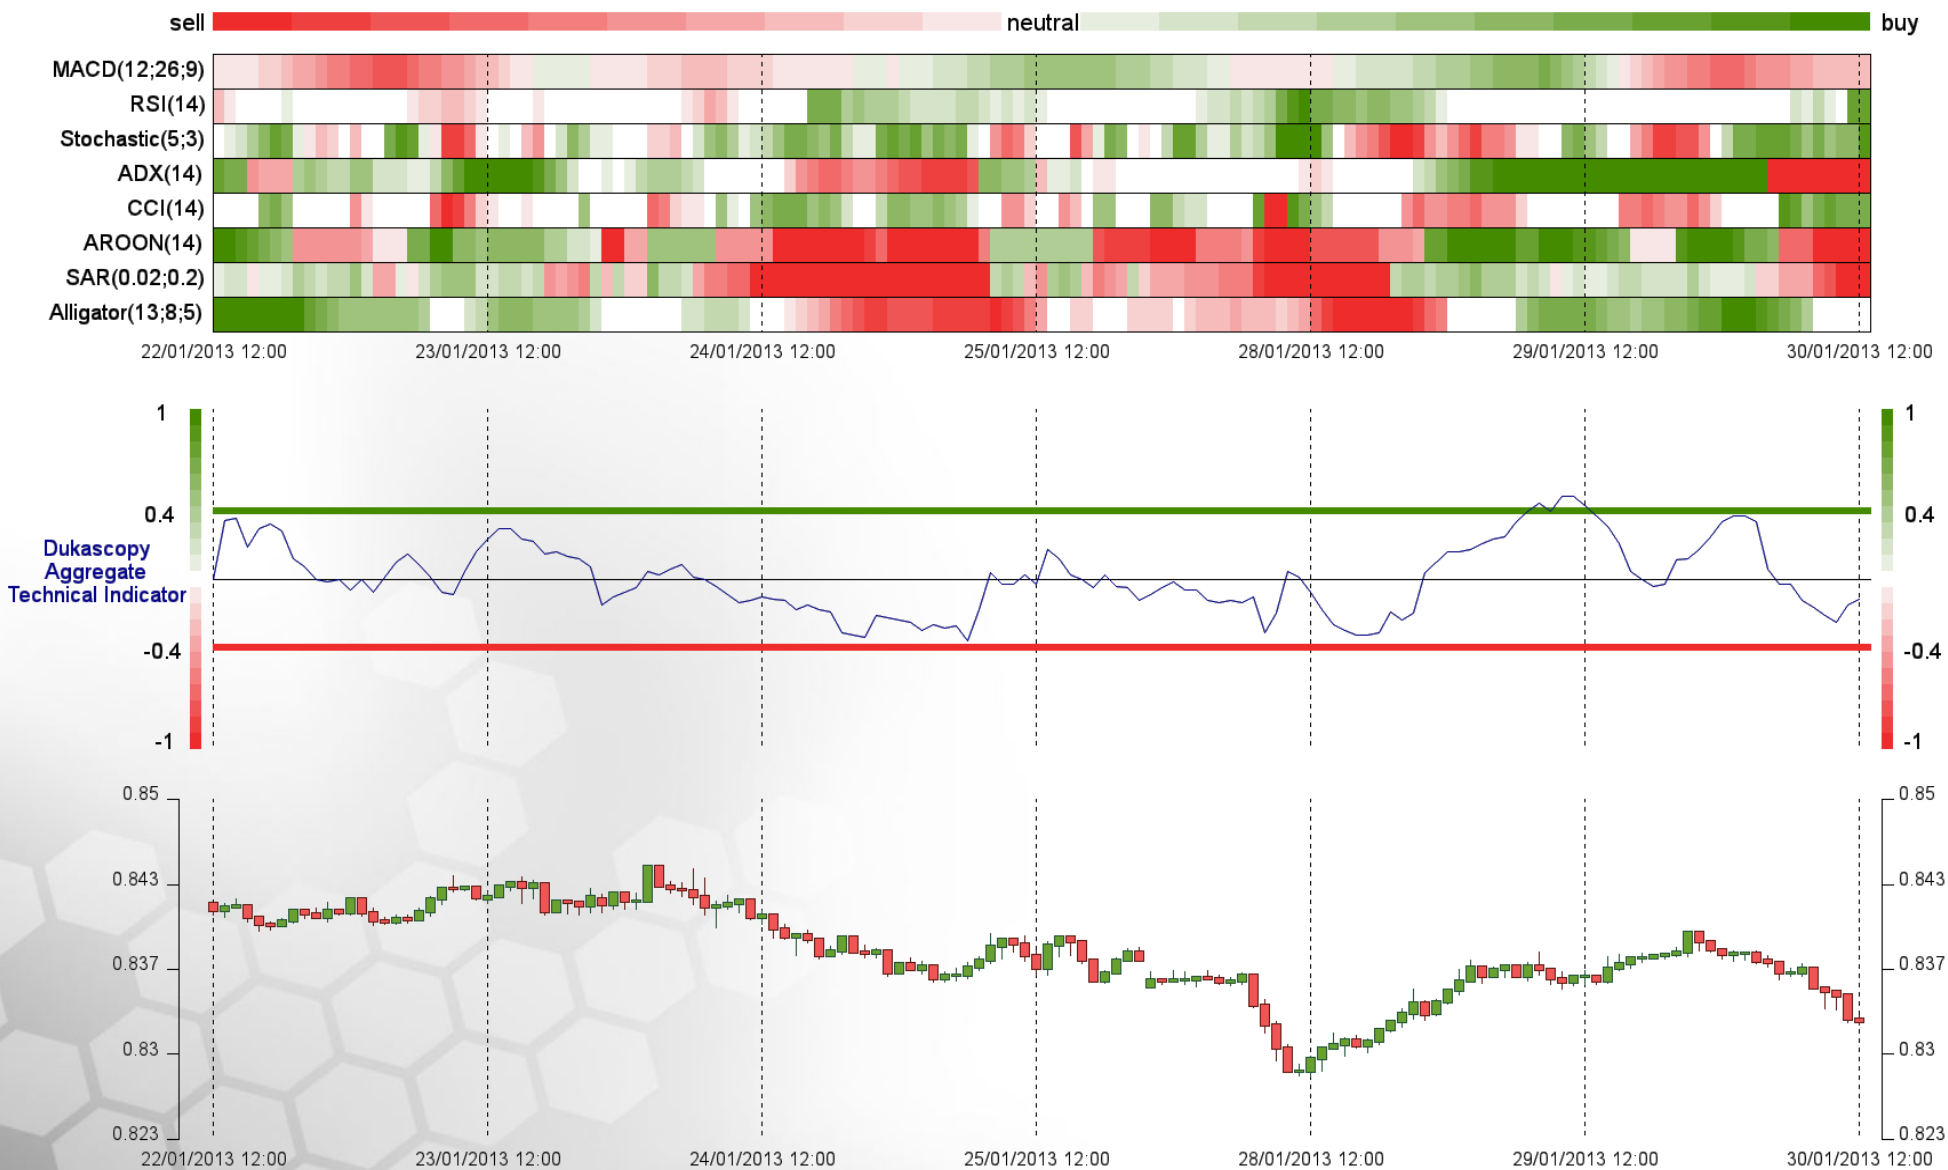 sell neutral buy
MACD(12;26;9)
RSI(14)
Stochastic(5;3)
ADX(14)
CCI(14)
AROON(14)
SAR(0.02;0.2)
Alligator(13;8;5)
22/01/2013 12:00 23/01/2013 12:00 24/01/2013 12:00 25/01/2013 12:00 28/01/2013 12:00 29/01/2013 12:00 30/01/2013 12:00
1 1
0.4 0.4
Dukascopy
Aggregate
Technical Indicator
-0.4 -0.4
-1 -1
0.85 0.85
0.843 0.843
0.837 0.837
0.83 0.83
0.823 0.823
22/01/2013 12:00 23/01/2013 12:00 24/01/2013 12:00 25/01/2013 12:00 28/01/2013 12:00 29/01/2013 12:00 30/01/2013 12:00